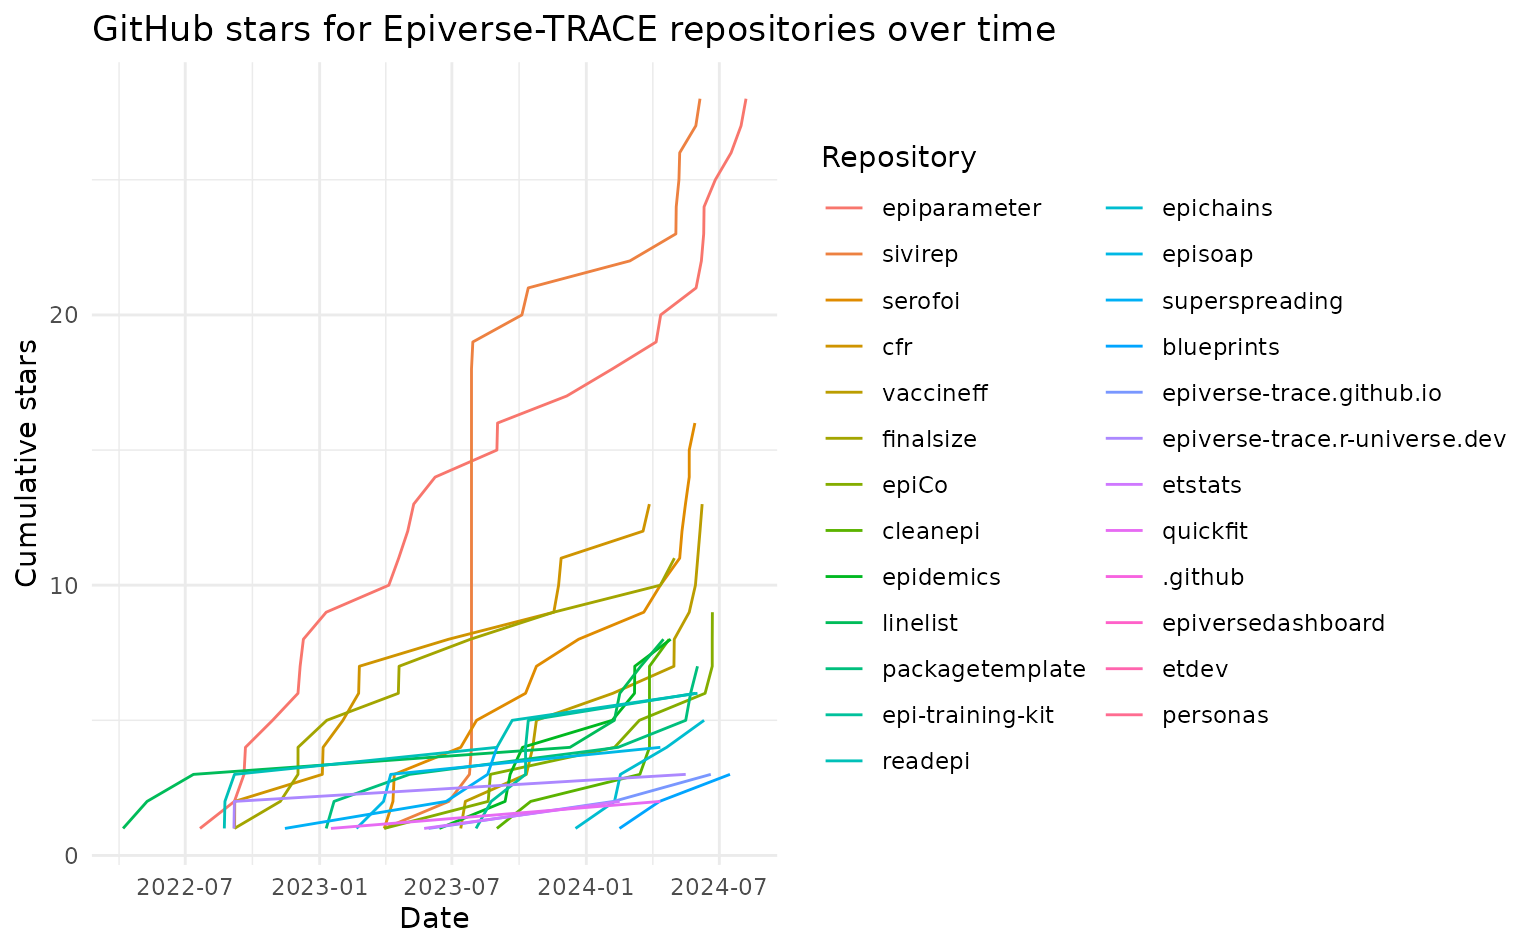 GitHub stars for Epiverse-TRACE repositories over time
Cumulative stars
20
10
0
2022-07
2023-01
2023-07
2024-01
2024-07
Date
Repository
epiparameter
sivirep
serofoi
cfr
vaccineff
finalsize
epiCo
cleanepi
epidemics
linelist
packagetemplate
epi-training-kit
readepi
epichains
episoap
superspreading
blueprints
epiverse-trace.github.io
epiverse-trace.r-universe.dev
etstats
quickfit
.github
epiversedashboard
etdev
personas